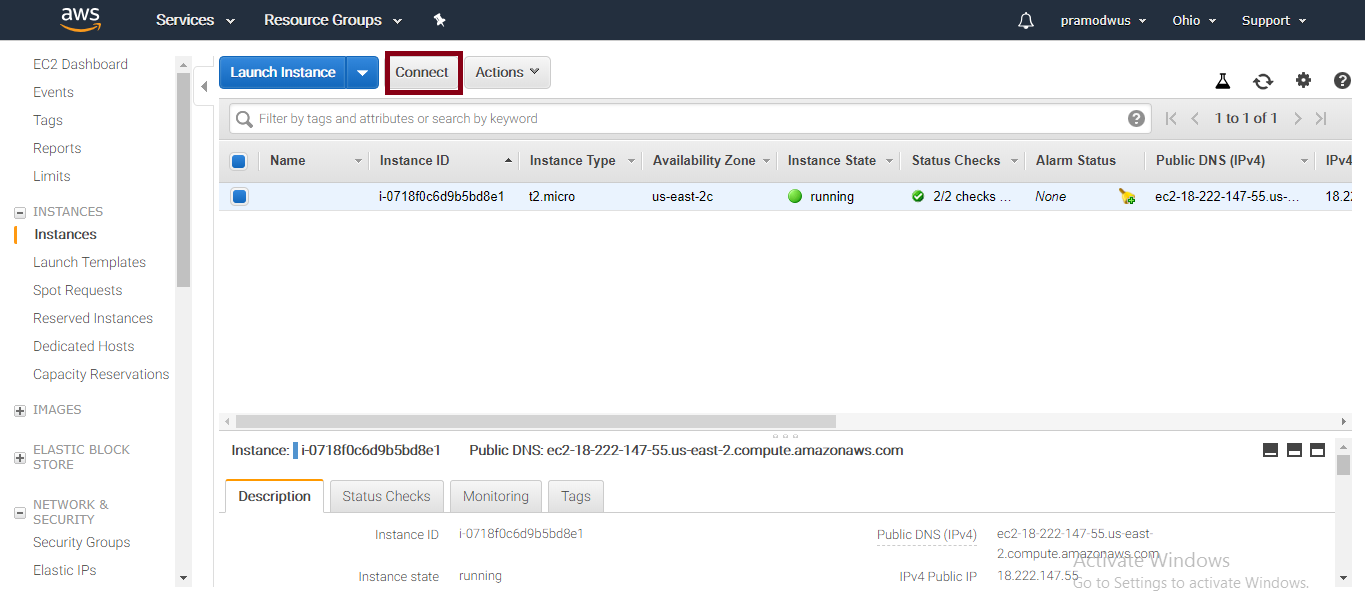 aws Services Resource Groups pramodwus Ohio Support
EC2 Dashboard
Events
Tags
Reports
Limits
INSTANCES
Instances
Launch Templates
Spot Requests
Reserved Instances
Dedicated Hosts
Capacity Reservations
IMAGES
ELASTIC BLOCK
STORE
NETWORK &
SECURITY
Security Groups
Elastic IPs
Launch Instance Connect Actions
Filter by tags and attributes or search by keyword 1 to 1 of 1
Name Instance ID Instance Type Availability Zone Instance State Status Checks Alarm Status Public DNS (IPv4) IPv4
i-0718f0c6d9b5bd8e1 t2.micro us-east-2c running 2/2 checks ... None ec2-18-222-147-55.us-... 18.22
Instance: i-0718f0c6d9b5bd8e1 Public DNS: ec2-18-222-147-55.us-east-2.compute.amazonaws.com
Description Status Checks Monitoring Tags
Instance ID i-0718f0c6d9b5bd8e1 Public DNS (IPv4) ec2-18-222-147-55.us-east-
2.compute.amazonaws.com
Instance state running IPv4 Public IP 18.222.147.55
Activate Windows
Go to Settings to activate Windows.